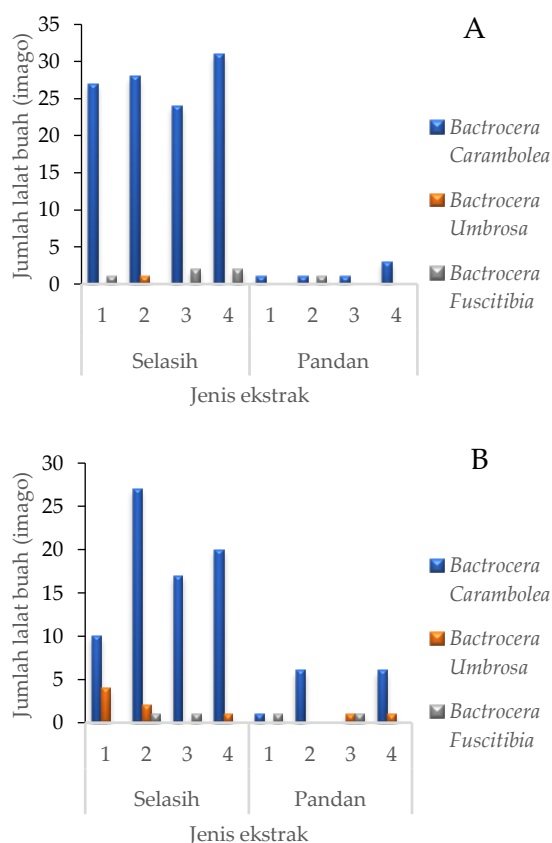 A
Jumlah lalat buah (imago)
35
30
25
20
15
10
5
0
1 2 3 4 1 2 3 4
Selasih Pandan
Jenis ekstrak
Bactrocera
Carambolea
Bactrocera
Umbrosa
Bactrocera
Fuscitibia
B
Jumlah lalat buah (imago)
30
25
20
15
10
5
0
1 2 3 4 1 2 3 4
Selasih Pandan
Jenis ekstrak
Bactrocera
Carambolea
Bactrocera
Umbrosa
Bactrocera
Fuscitibia